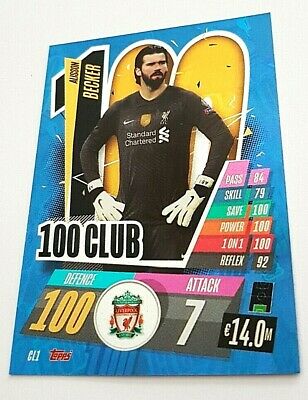 100
ALISSON
BECKER
Standard
Chartered
PASS 84
SKILL 79
SAVE 100
POWER 100
1 ON 1 100
REFLEX 92
100 CLUB
DEFENCE
100
ATTACK
7
LIVERPOOL
€14.0M
CL1
Topps